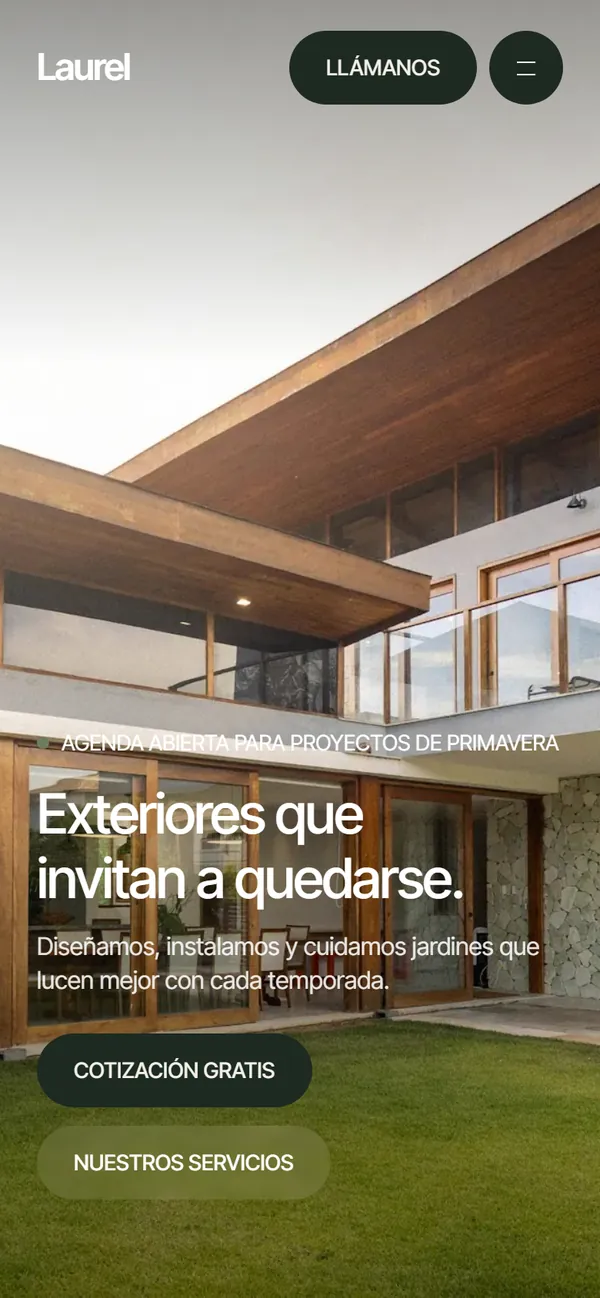 Laurel
LLÁMANOS
AGENDA ABIERTA PARA PROYECTOS DE PRIMAVERA
Exteriores que
invitan a quedarse.
Diseñamos, instalamos y cuidamos jardines que
lucen mejor con cada temporada.
COTIZACIÓN GRATIS
NUESTROS SERVICIOS